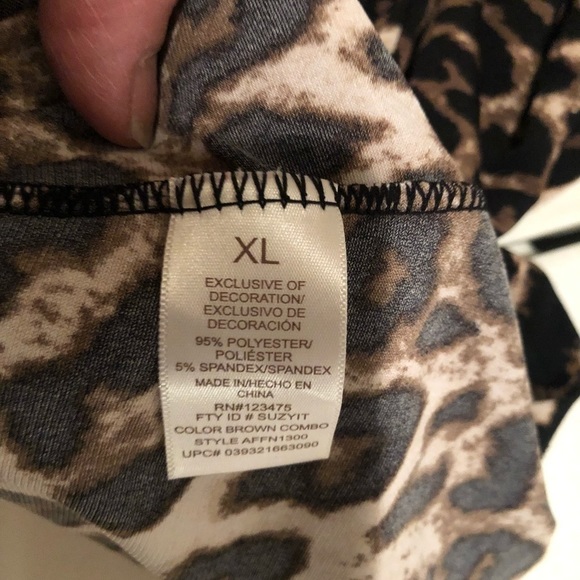 XL
EXCLUSIVE OF
DECORATION/
EXCLUSIVO DE
DECORACIÓN
95% POLYESTER/
POLIÉSTER
5% SPANDEX/SPANDEX
MADE IN/HECHO EN
CHINA
RN#123475
FTY ID # SUZYIT
COLOR BROWN COMBO
STYLE AFFN1300
UPC# 039321663090